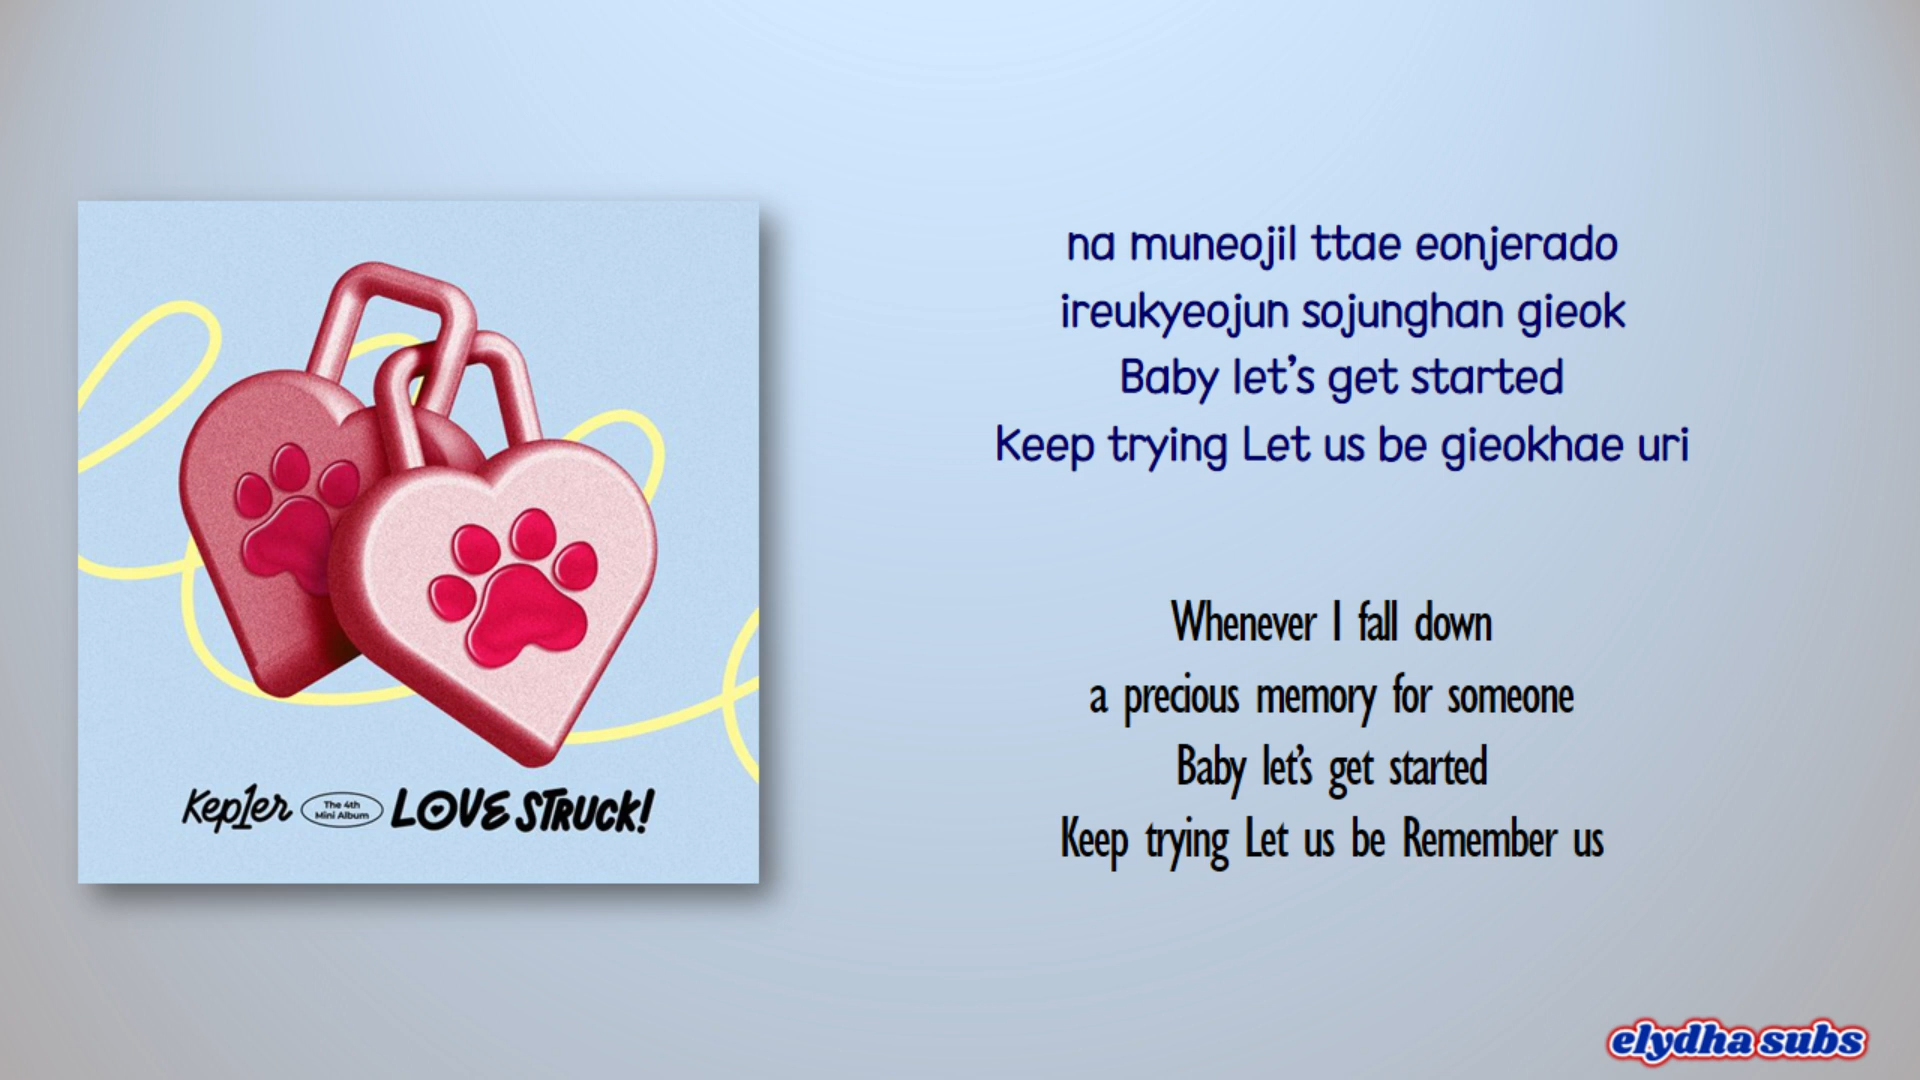 na muneojil ttae eonjerado
ireukyeojun sojunghan gieok
Baby let’s get started
Keep trying Let us be gieokhae uri
Whenever I fall down
a precious memory for someone
Baby let’s get started
Keep trying Let us be Remember us
Kep1er The 4th Mini Album LOVE STRUCK!
elydha subs